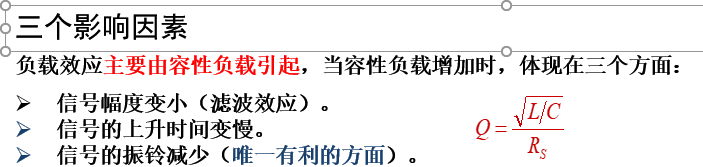 三个影响因素
负载效应主要由容性负载引起，当容性负载增加时，体现在三个方面：
➢ 信号幅度变小（滤波效应）。
➢ 信号的上升时间变慢。
➢ 信号的振铃减少（唯一有利的方面）。
Q = √(L/C) / R_S